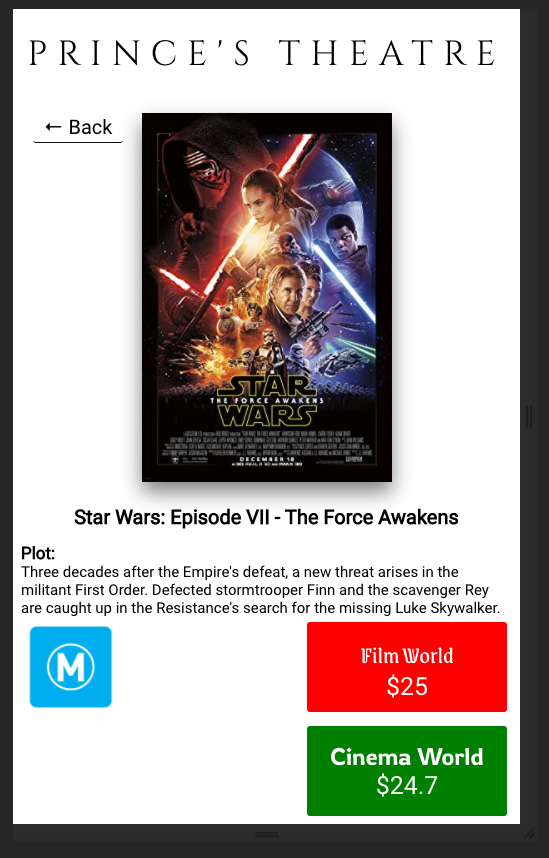 PRINCE'S THEATRE
← Back
STAR
THE FORCE AWAKENS
WARS
DECEMBER 18
Star Wars: Episode VII - The Force Awakens
Plot:
Three decades after the Empire's defeat, a new threat arises in the
militant First Order. Defected stormtrooper Finn and the scavenger Rey
are caught up in the Resistance's search for the missing Luke Skywalker.
M
Film World
$25
Cinema World
$24.7